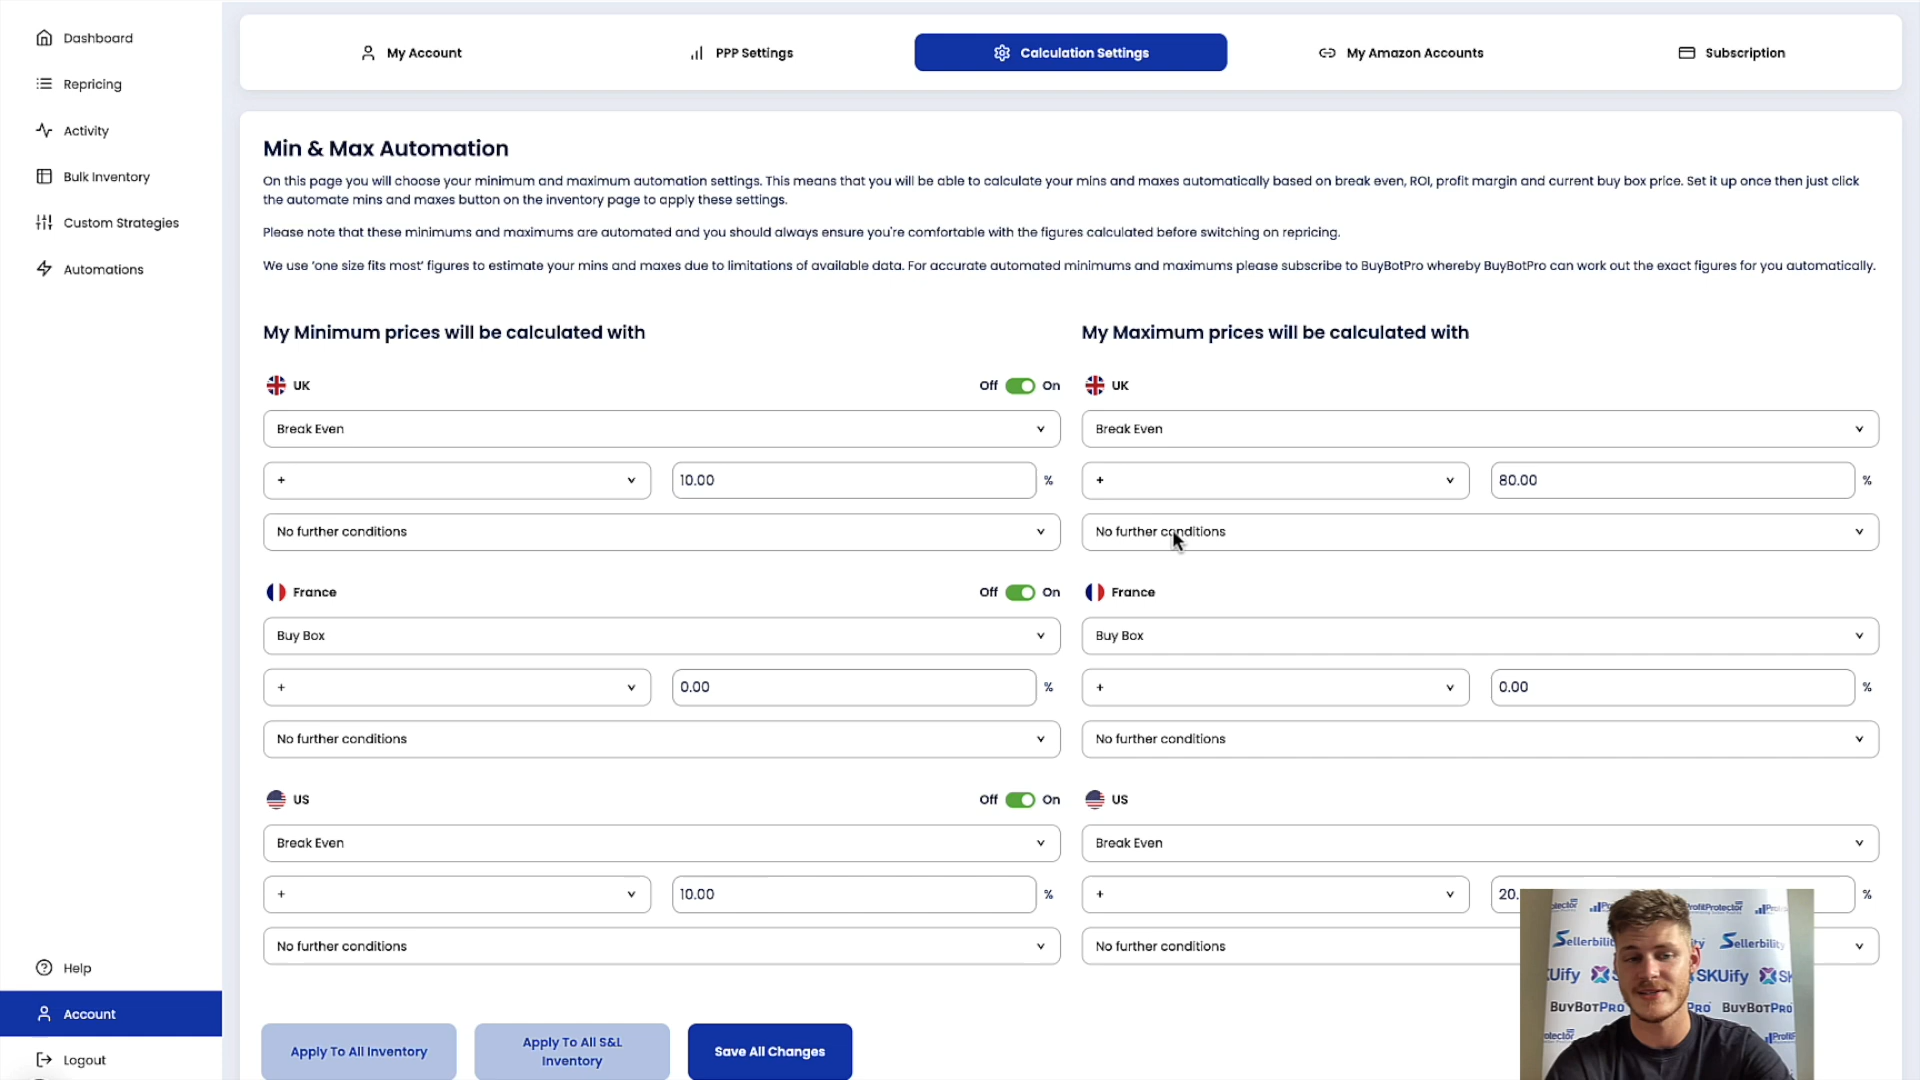 Dashboard
Repricing
Activity
Bulk Inventory
Custom Strategies
Automations
Help
Account
Logout
My Account
PPP Settings
Calculation Settings
My Amazon Accounts
Subscription
Min & Max Automation
On this page you will choose your minimum and maximum automation settings. This means that you will be able to calculate your mins and maxes automatically based on break even, ROI, profit margin and current buy box price. Set it up once then just click
the automate mins and maxes button on the inventory page to apply these settings.
Please note that these minimums and maximums are automated and you should always ensure you're comfortable with the figures calculated before switching on repricing.
We use 'one size fits most' figures to estimate your mins and maxes due to limitations of available data. For accurate automated minimums and maximums please subscribe to BuyBotPro whereby BuyBotPro can work out the exact figures for you automatically.
My Minimum prices will be calculated with
UK
Off On
Break Even
+ 10.00 %
No further conditions
France
Off On
Buy Box
+ 0.00 %
No further conditions
US
Off On
Break Even
+ 10.00 %
No further conditions
My Maximum prices will be calculated with
UK
Break Even
+ 80.00 %
No further conditions
France
Buy Box
+ 0.00 %
No further conditions
US
Break Even
+ 20. %
No further conditions
Apply To All Inventory
Apply To All S&L
Inventory
Save All Changes
ProfitProtector
Sellerbility
SKUify
BUYBOTPRO
BUYBOTPRO